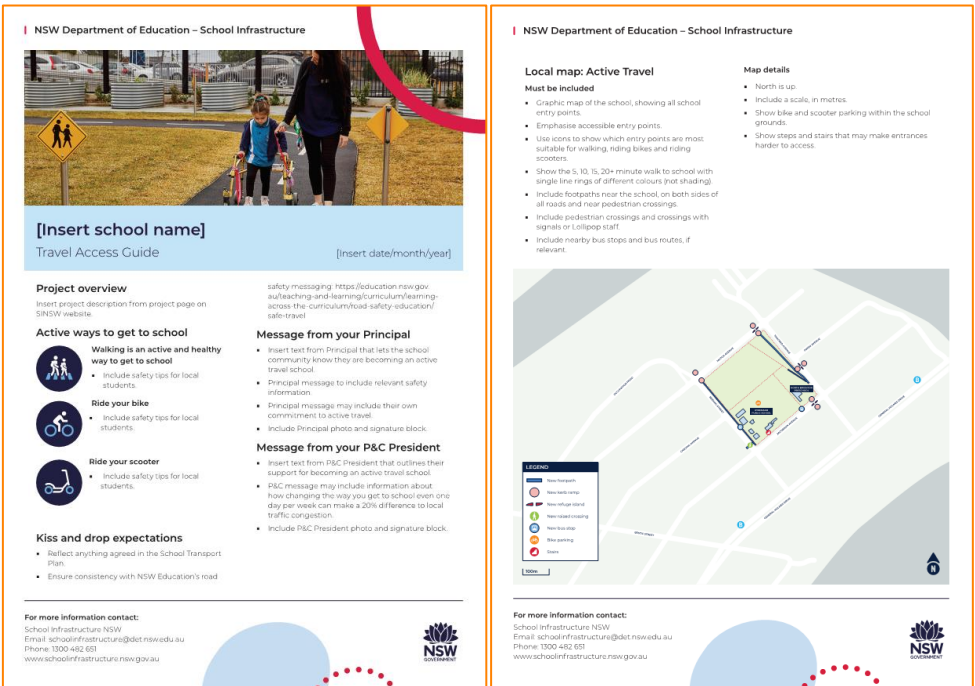 NSW Department of Education – School Infrastructure
[Insert school name]
Travel Access Guide
[Insert date/month/year]
Project overview
Insert project description from project page on
SINSW website.
Active ways to get to school
Walking is an active and healthy
way to get to school
▪ Include safety tips for local
students.
Ride your bike
▪ Include safety tips for local
students.
Ride your scooter
▪ Include safety tips for local
students.
Kiss and drop expectations
▪ Reflect anything agreed in the School Transport
Plan.
▪ Ensure consistency with NSW Education's road
safety messaging: https://education.nsw.gov.
au/teaching-and-learning/curriculum/learning-
across-the-curriculum/road-safety-education/
safe-travel
Message from your Principal
▪ Insert text from Principal that lets the school
community know they are becoming an active
travel school.
▪ Principal message to include relevant safety
information.
▪ Principal message may include their own
commitment to active travel.
▪ Include Principal photo and signature block.
Message from your P&C President
▪ Insert text from P&C President that outlines their
support for becoming an active travel school.
▪ P&C message may include information about
how changing the way you get to school even one
day per week can make a 20% difference to local
traffic congestion.
▪ Include P&C President photo and signature block.
For more information contact:
School Infrastructure NSW
Email: schoolinfrastructure@det.nsw.edu.au
Phone: 1300 482 651
www.schoolinfrastructure.nsw.gov.au
NSW
GOVERNMENT
NSW Department of Education – School Infrastructure
Local map: Active Travel
Must be included
▪ Graphic map of the school, showing all school
entry points.
▪ Emphasise accessible entry points.
▪ Use icons to show which entry points are most
suitable for walking, riding bikes and riding
scooters.
▪ Show the 5, 10, 15, 20+ minute walk to school with
single line rings of different colours (not shading).
▪ Include footpaths near the school, on both sides of
all roads and near pedestrian crossings.
▪ Include pedestrian crossings and crossings with
signals or Lollipop staff.
▪ Include nearby bus stops and bus routes, if
relevant.
Map details
▪ North is up.
▪ Include a scale, in metres.
▪ Show bike and scooter parking within the school
grounds.
▪ Show steps and stairs that may make entrances
harder to access.
B
B
LEGEND
New footpath
New kerb ramp
New refuge island
New raised crossing
New bus stop
Bike parking
Stairs
100m
N
For more information contact:
School Infrastructure NSW
Email: schoolinfrastructure@det.nsw.edu.au
Phone: 1300 482 651
www.schoolinfrastructure.nsw.gov.au
NSW
GOVERNMENT